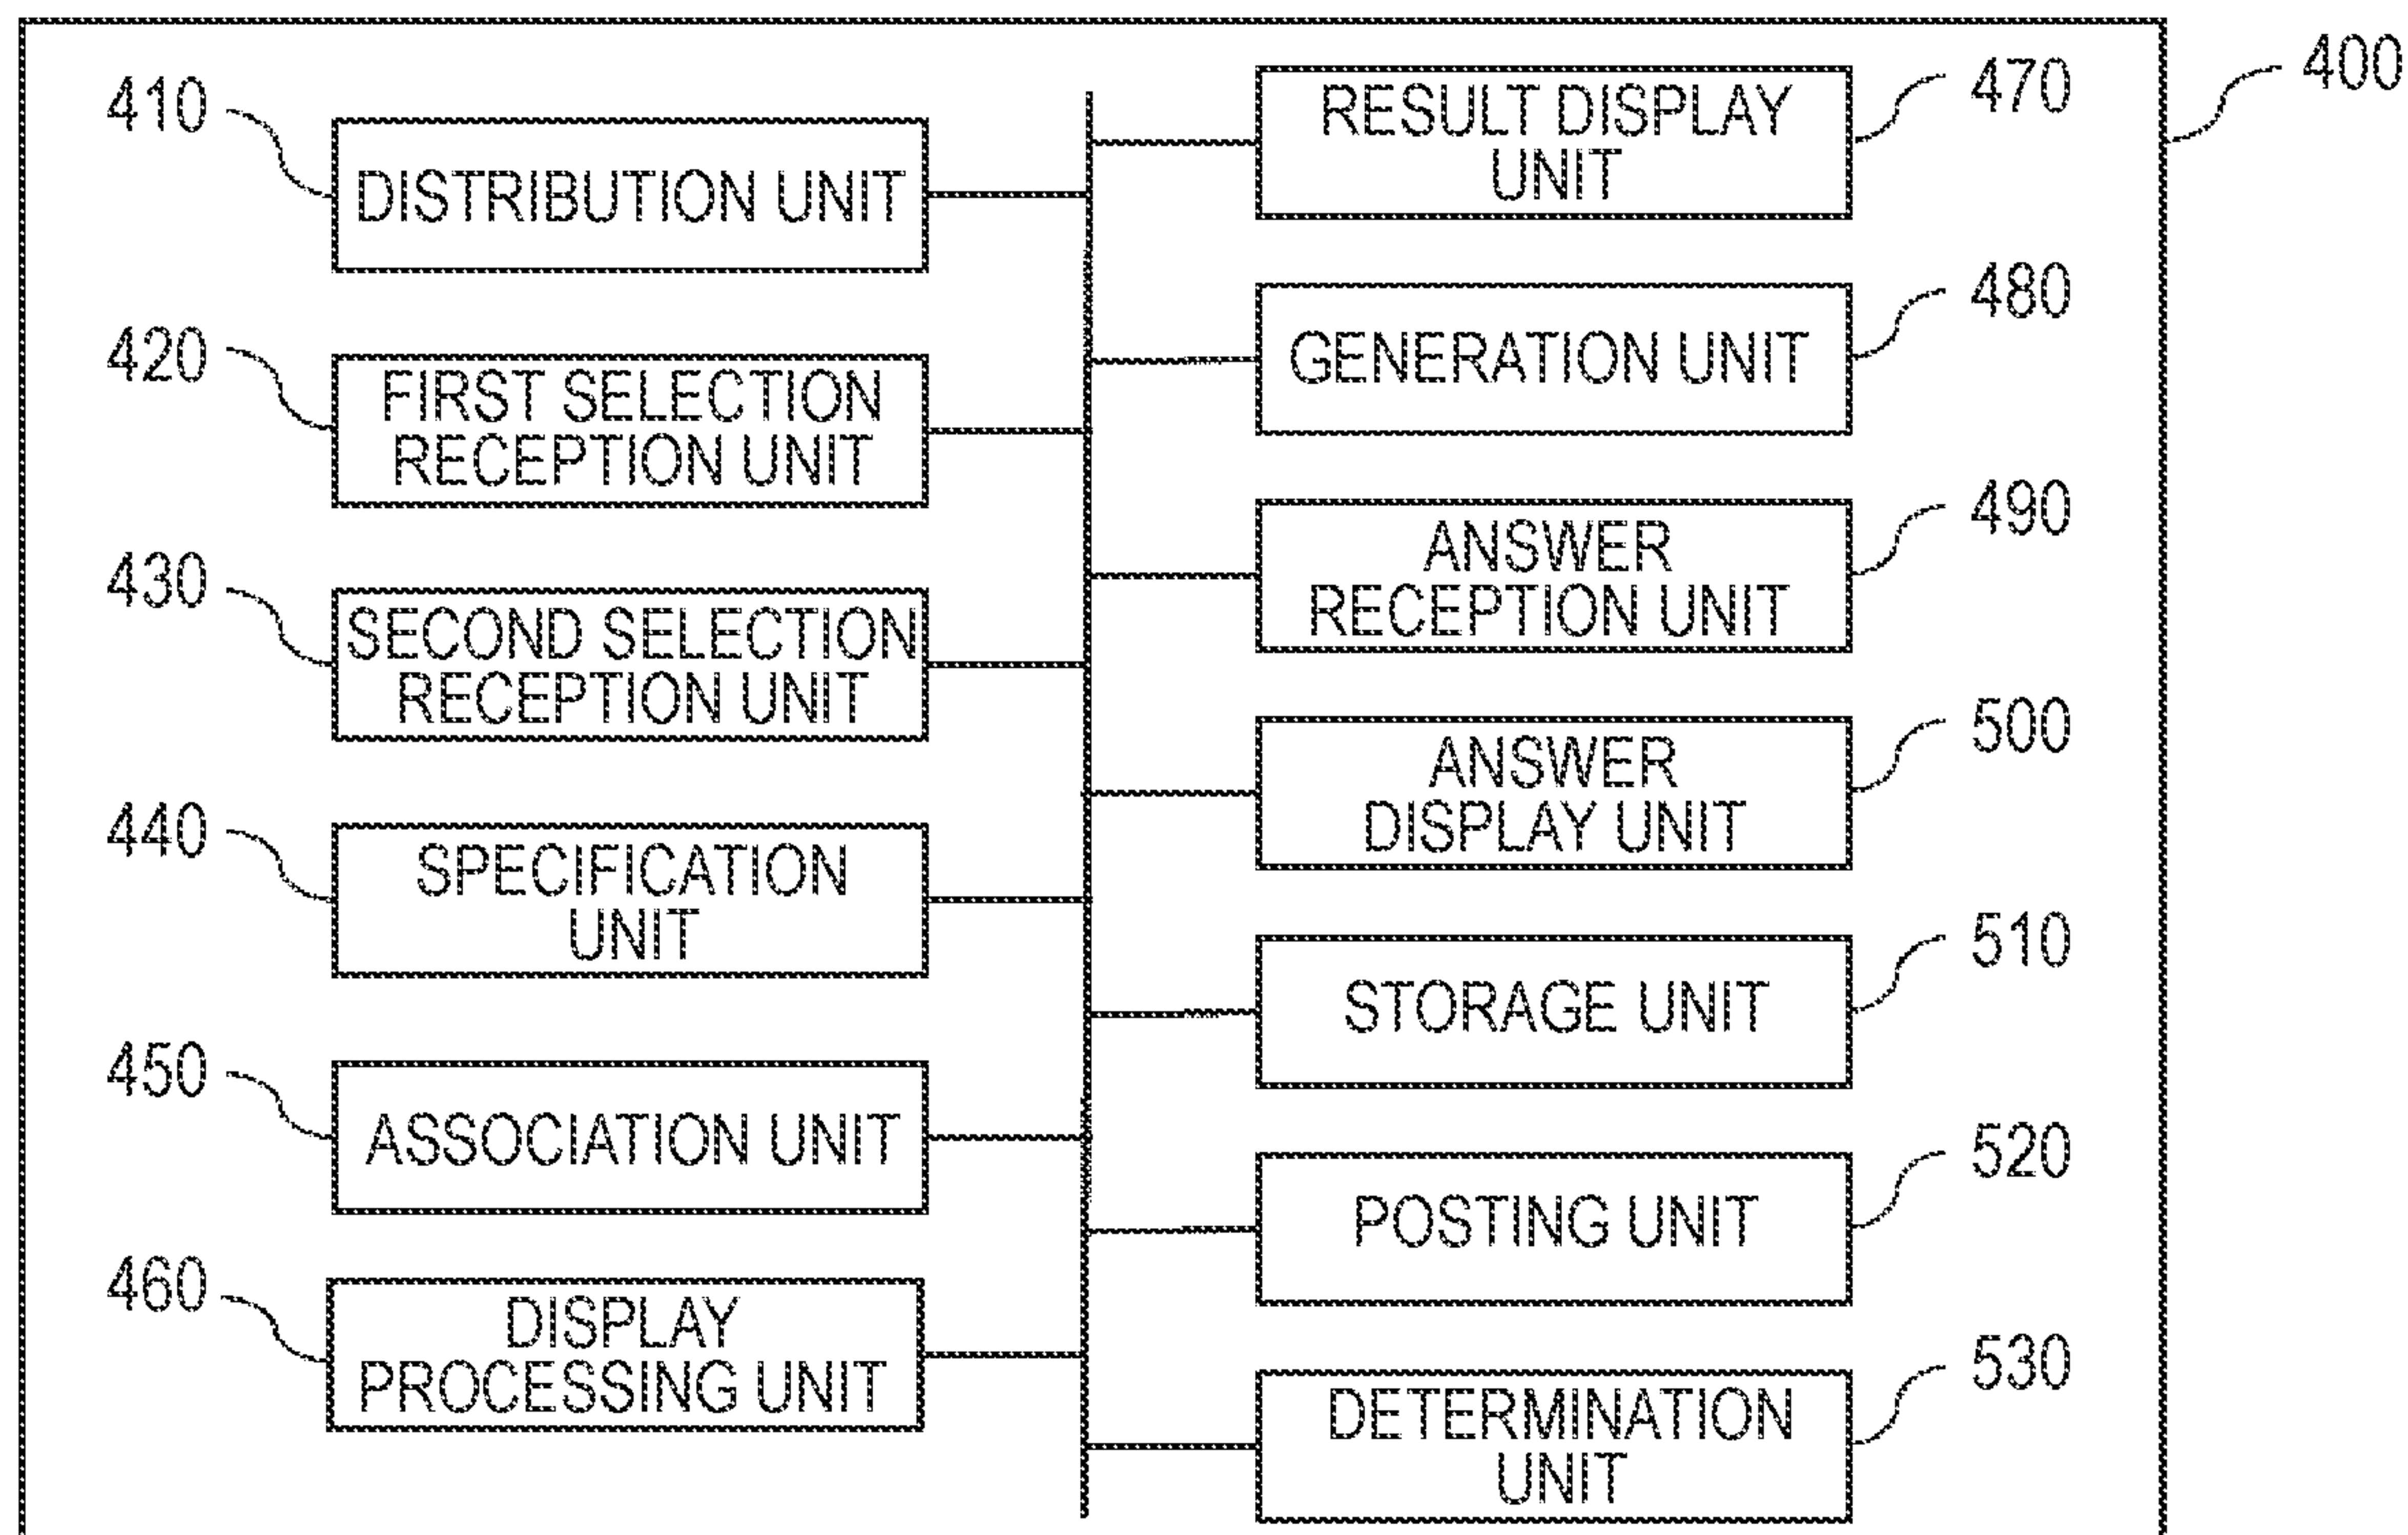 400
410
DISTRIBUTION UNIT
420
FIRST SELECTION
RECEPTION UNIT
430
SECOND SELECTION
RECEPTION UNIT
440
SPECIFICATION
UNIT
450
ASSOCIATION UNIT
460
DISPLAY
PROCESSING UNIT
RESULT DISPLAY
UNIT
470
GENERATION UNIT
480
ANSWER
RECEPTION UNIT
490
ANSWER
DISPLAY UNIT
500
STORAGE UNIT
510
POSTING UNIT
520
DETERMINATION
UNIT
530